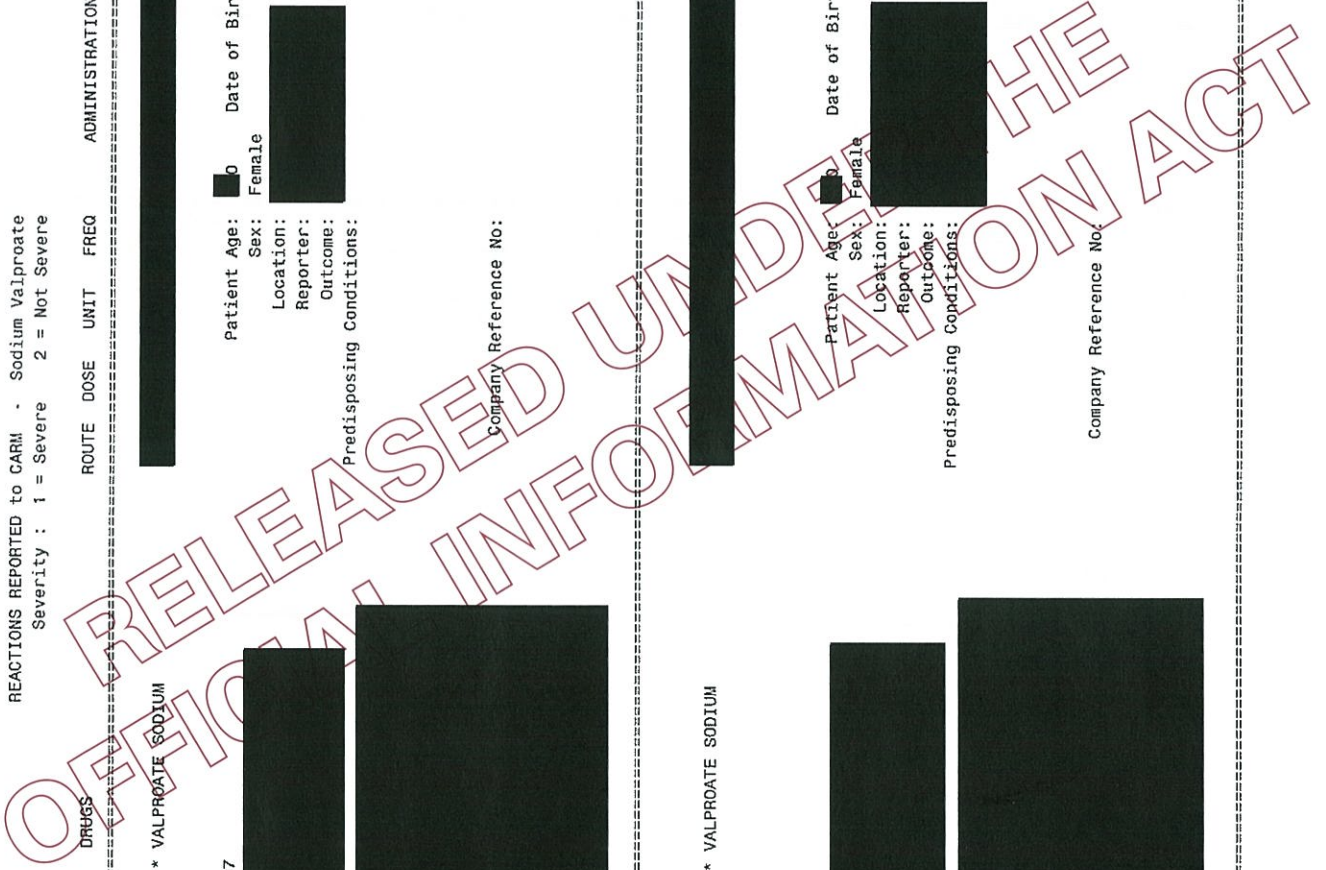 REACTIONS REPORTED to CARM - Sodium Valproate
Severity : 1 = Severe 2 = Not Severe
DRUGS ROUTE DOSE UNIT FREQ ADMINISTRATION
* VALPROATE SODIUM
7
Patient Age: Date of Bir
Sex: Female
Location:
Reporter:
Outcome:
Predisposing Conditions:
Company Reference No:
* VALPROATE SODIUM
Patient Age: Date of Bir
Sex: Female
Location:
Reporter:
Outcome:
Predisposing Conditions:
Company Reference No:
RELEASED UNDER THE
OFFICIAL INFORMATION ACT